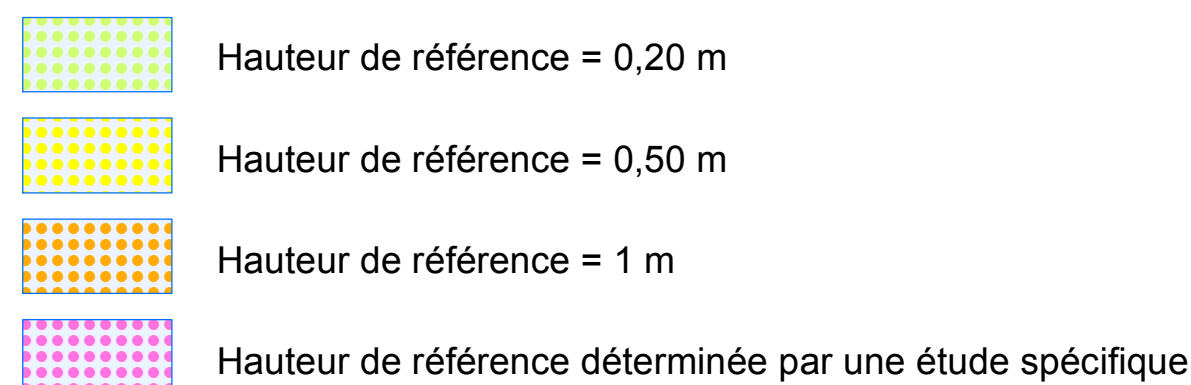 Hauteur de référence = 0,20 m
Hauteur de référence = 0,50 m
Hauteur de référence = 1 m
Hauteur de référence déterminée par une étude spécifique